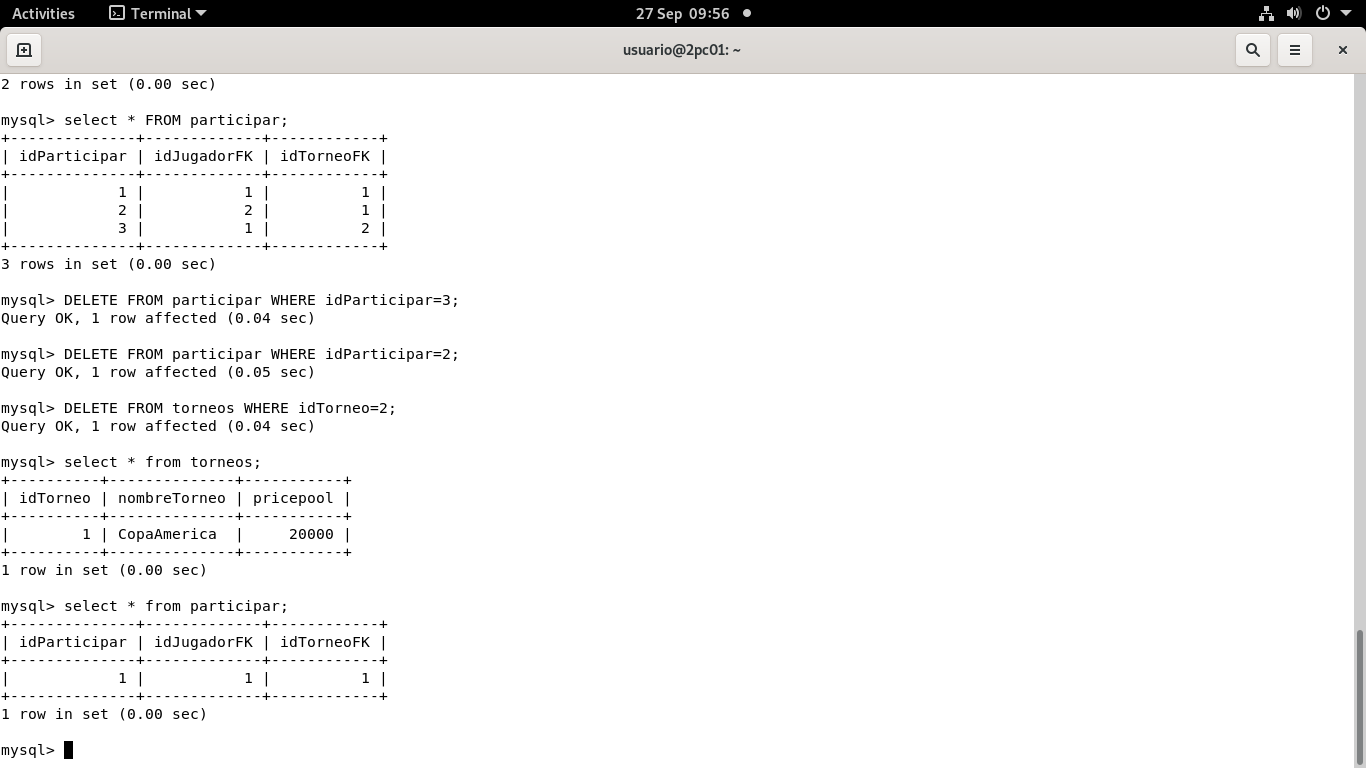 Activities Terminal 27 Sep 09:56
usuario@2pc01: ~
2 rows in set (0.00 sec)
mysql> select * FROM participar;
+--------------+-------------+------------+
| idParticipar | idJugadorFK | idTorneoFK |
+--------------+-------------+------------+
|            1 |           1 |          1 |
|            2 |           2 |          1 |
|            3 |           1 |          2 |
+--------------+-------------+------------+
3 rows in set (0.00 sec)
mysql> DELETE FROM participar WHERE idParticipar=3;
Query OK, 1 row affected (0.04 sec)
mysql> DELETE FROM participar WHERE idParticipar=2;
Query OK, 1 row affected (0.05 sec)
mysql> DELETE FROM torneos WHERE idTorneo=2;
Query OK, 1 row affected (0.04 sec)
mysql> select * from torneos;
+----------+--------------+-----------+
| idTorneo | nombreTorneo | pricepool |
+----------+--------------+-----------+
|        1 | CopaAmerica  |     20000 |
+----------+--------------+-----------+
1 row in set (0.00 sec)
mysql> select * from participar;
+--------------+-------------+------------+
| idParticipar | idJugadorFK | idTorneoFK |
+--------------+-------------+------------+
|            1 |           1 |          1 |
+--------------+-------------+------------+
1 row in set (0.00 sec)
mysql>